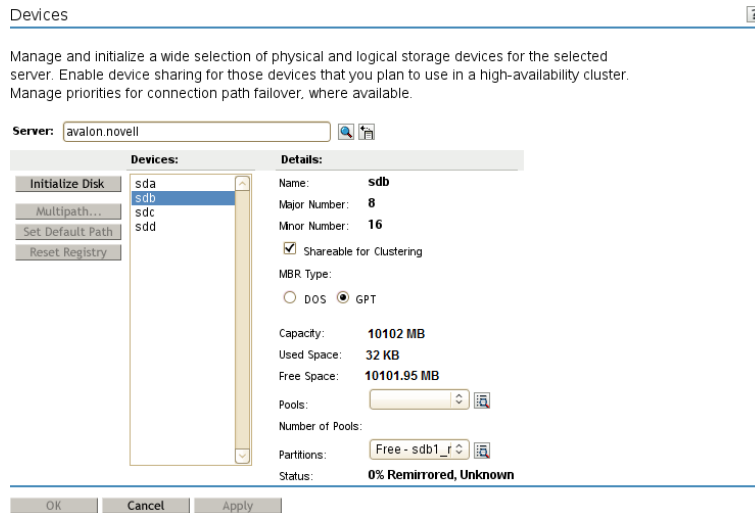 Devices
?
Manage and initialize a wide selection of physical and logical storage devices for the selected
server. Enable device sharing for those devices that you plan to use in a high-availability cluster.
Manage priorities for connection path failover, where available.
Server: avalon.novell
Devices: Details:
Initialize Disk
Multipath...
Set Default Path
Reset Registry
sda
sdb
sdc
sdd
Name: sdb
Major Number: 8
Minor Number: 16
Shareable for Clustering
MBR Type:
DOS GPT
Capacity: 10102 MB
Used Space: 32 KB
Free Space: 10101.95 MB
Pools:
Number of Pools:
Partitions: Free - sdb1_r
Status: 0% Remirrored, Unknown
OK Cancel Apply